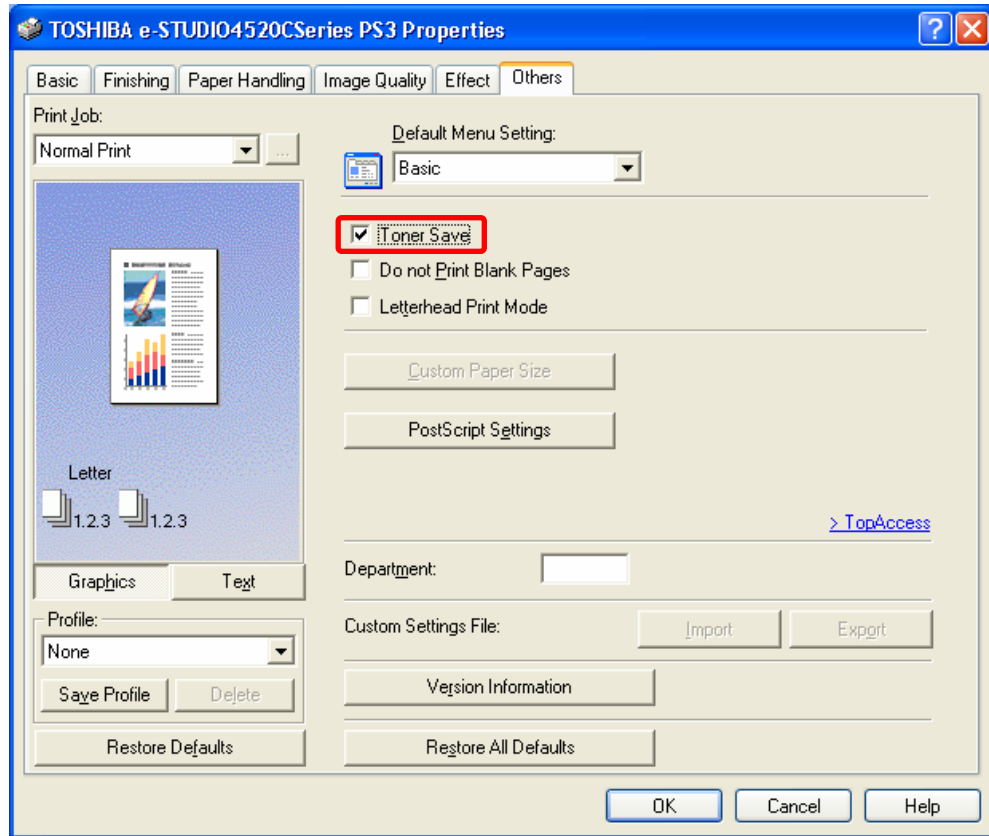 TOSHIBA e-STUDIO4520CSeries PS3 Properties
Basic Finishing Paper Handling Image Quality Effect Others
Print Job:
Normal Print ...
Letter
1.2.3 1.2.3
Graphics Text
Profile:
None
Save Profile Delete
Restore Defaults
Default Menu Setting:
Basic
Toner Save
Do not Print Blank Pages
Letterhead Print Mode
Custom Paper Size
PostScript Settings
> TopAccess
Department:
Custom Settings File: Import Export
Version Information
Restore All Defaults
OK Cancel Help